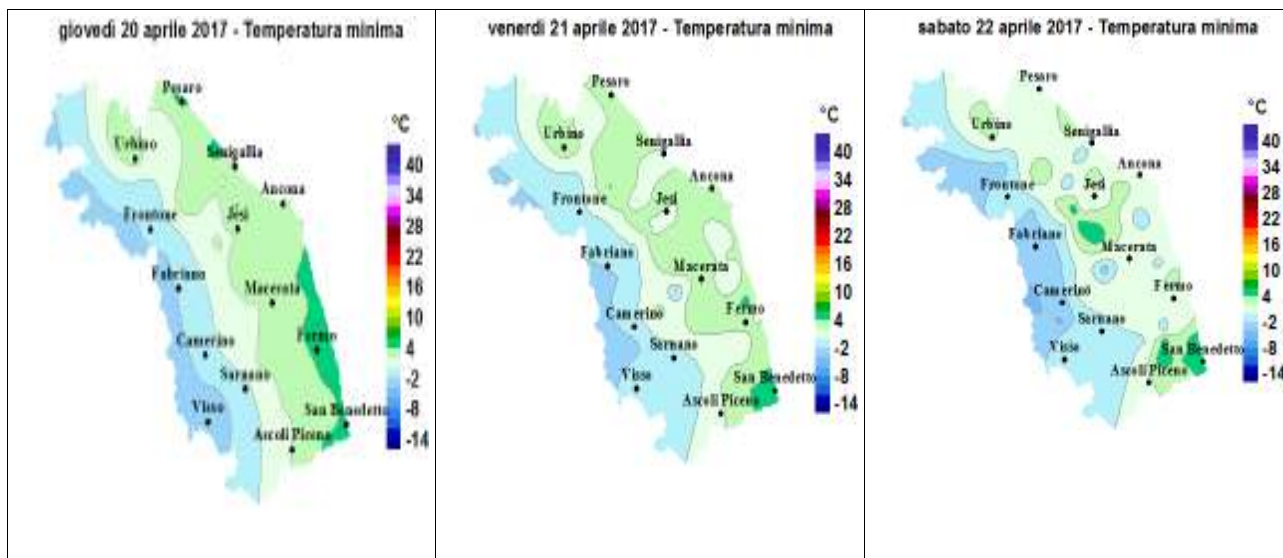 giovedì 20 aprile 2017 - Temperatura minima
Pesaro
Urbino
Senigallia
Ancona
Frontone
Jesi
Fabriano
Macerata
Camerino
Fermo
Sarnano
Visso
San Benedetto
Ascoli Piceno
°C
40
34
28
22
16
10
4
-2
-8
-14
venerdì 21 aprile 2017 - Temperatura minima
Pesaro
Urbino
Senigallia
Ancona
Frontone
Jesi
Fabriano
Macerata
Camerino
Fermo
Sarnano
Visso
San Benedetto
Ascoli Piceno
°C
40
34
28
22
16
10
4
-2
-8
-14
sabato 22 aprile 2017 - Temperatura minima
Pesaro
Urbino
Senigallia
Ancona
Frontone
Jesi
Fabriano
Macerata
Camerino
Fermo
Sarnano
Visso
San Benedetto
Ascoli Piceno
°C
40
34
28
22
16
10
4
-2
-8
-14